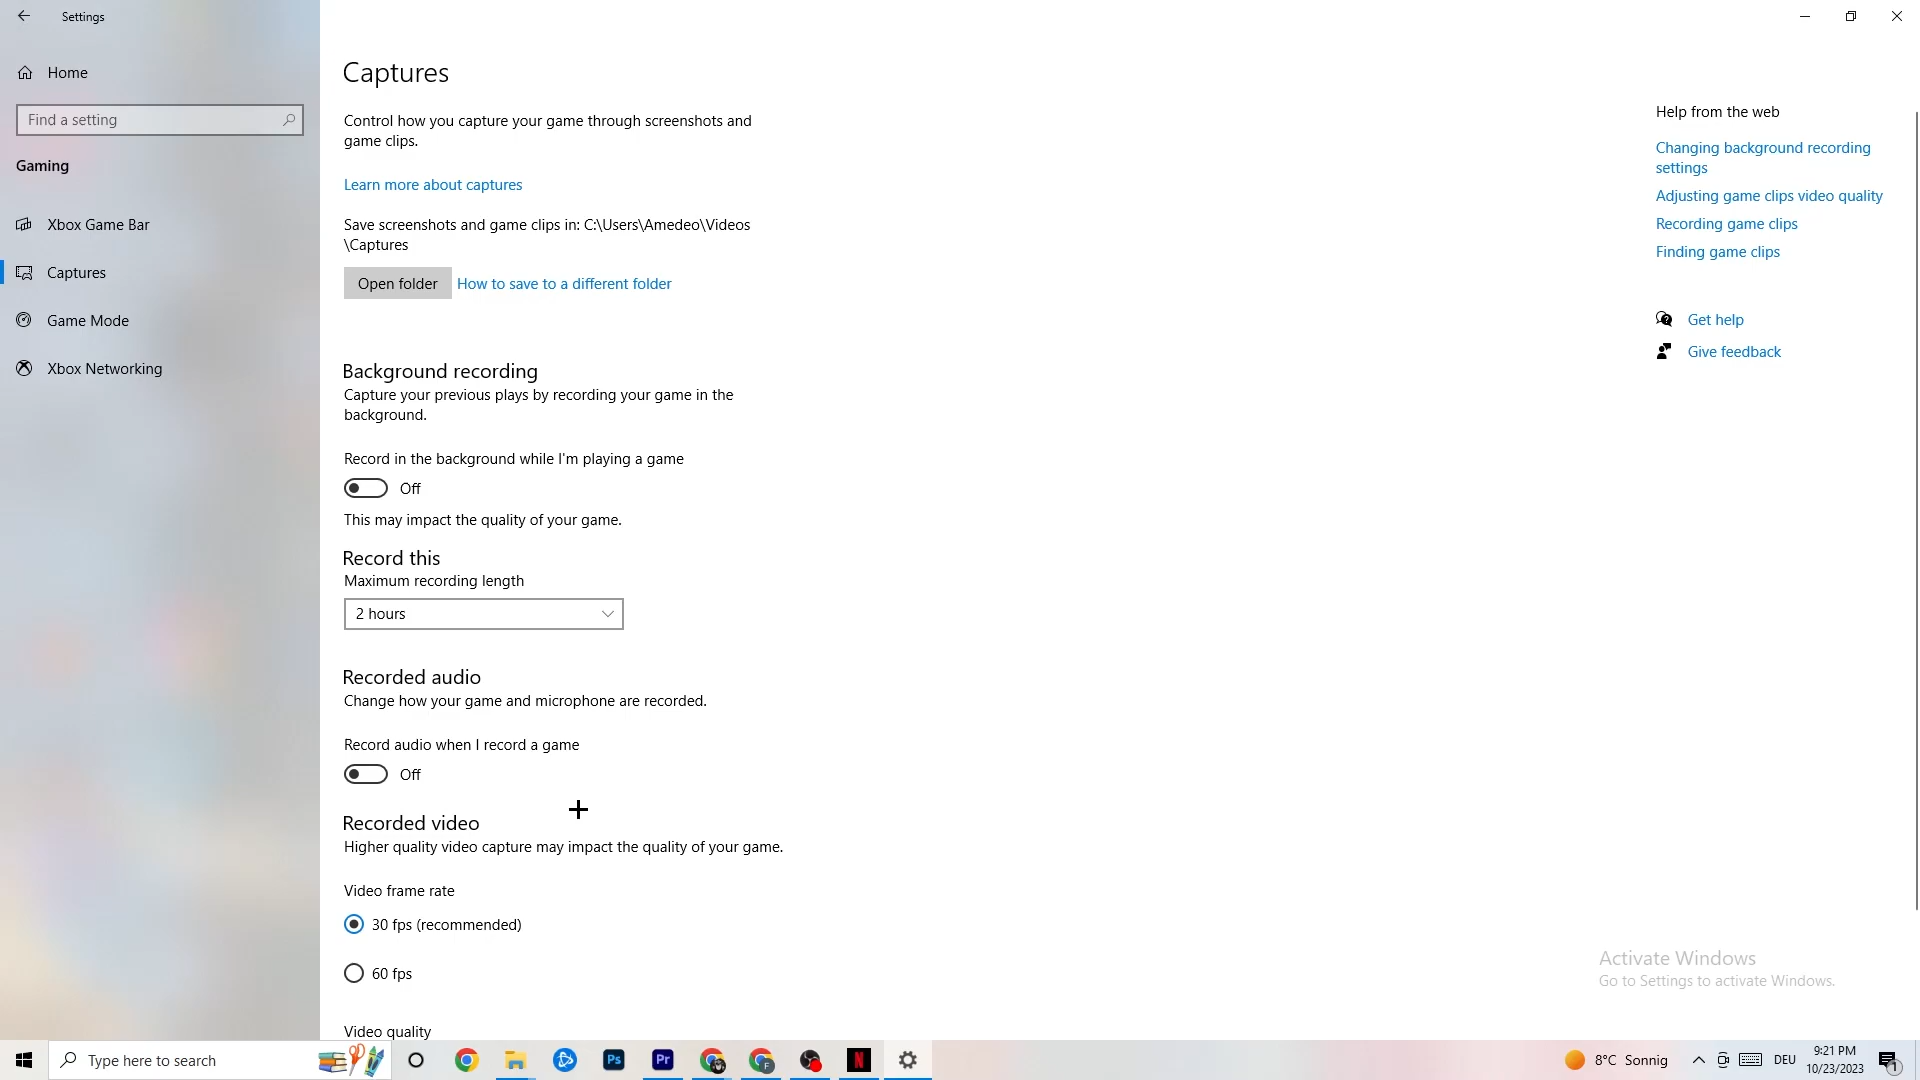 Settings
Home
Find a setting
Gaming
Xbox Game Bar
Captures
Game Mode
Xbox Networking
Captures
Control how you capture your game through screenshots and
game clips.
Learn more about captures
Save screenshots and game clips in: C:\Users\Amedeo\Videos
\Captures
Open folder
How to save to a different folder
Background recording
Capture your previous plays by recording your game in the
background.
Record in the background while I'm playing a game
Off
This may impact the quality of your game.
Record this
Maximum recording length
2 hours
Recorded audio
Change how your game and microphone are recorded.
Record audio when I record a game
Off
Recorded video
Higher quality video capture may impact the quality of your game.
Video frame rate
30 fps (recommended)
60 fps
Video quality
Help from the web
Changing background recording
settings
Adjusting game clips video quality
Recording game clips
Finding game clips
Get help
Give feedback
Activate Windows
Go to Settings to activate Windows.
Type here to search
Ps
Pr
F
N
8°C Sonnig
DEU
9:21 PM
10/23/2023
1